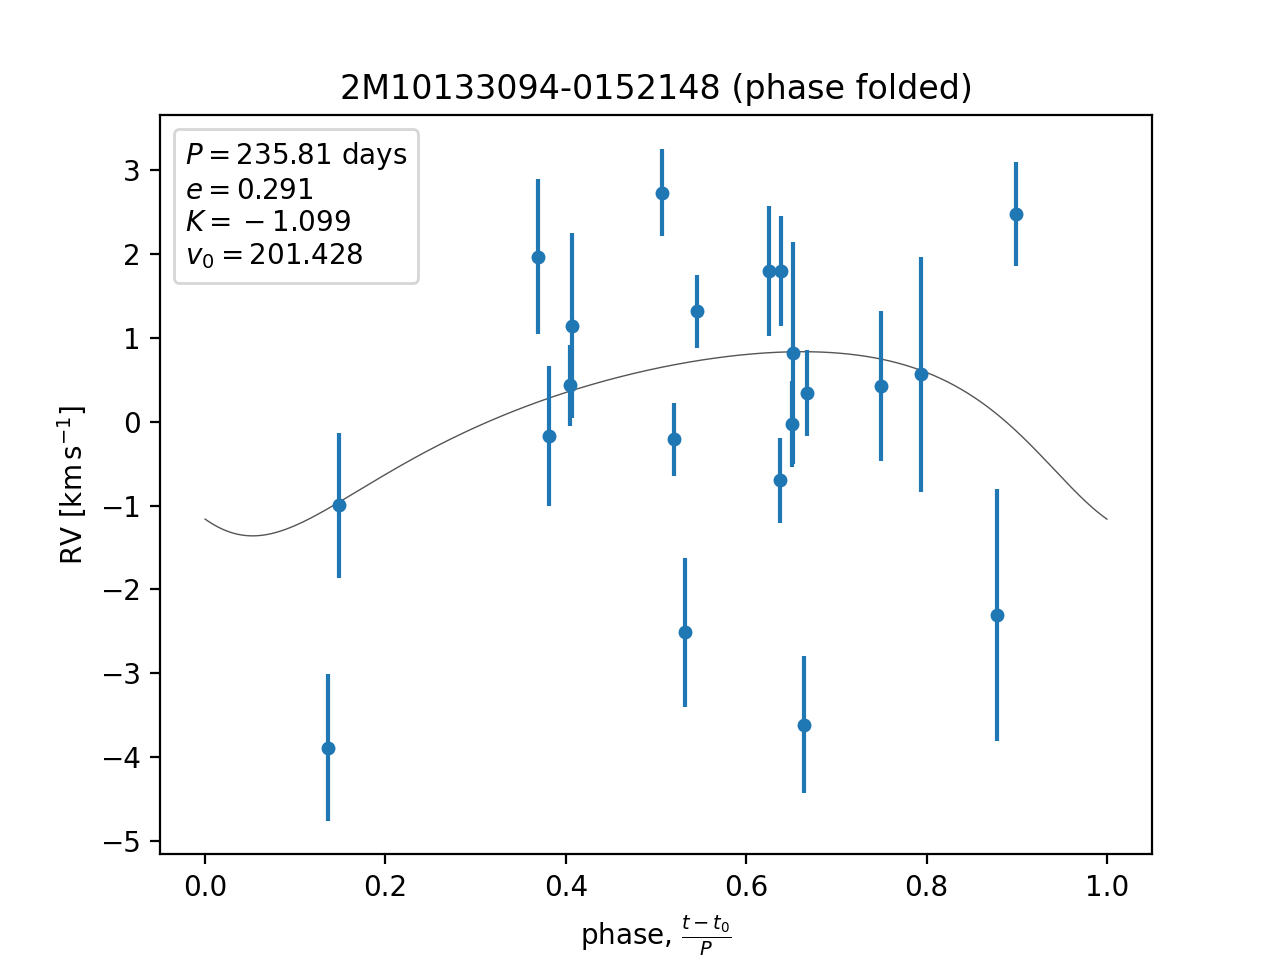 2M10133094-0152148 (phase folded)
P = 235.81 days
e = 0.291
K = −1.099
v₀ = 201.428
3
2
1
0
−1
−2
−3
−4
−5
RV [km s⁻¹]
0.0 0.2 0.4 0.6 0.8 1.0
phase, (t − t₀)/P